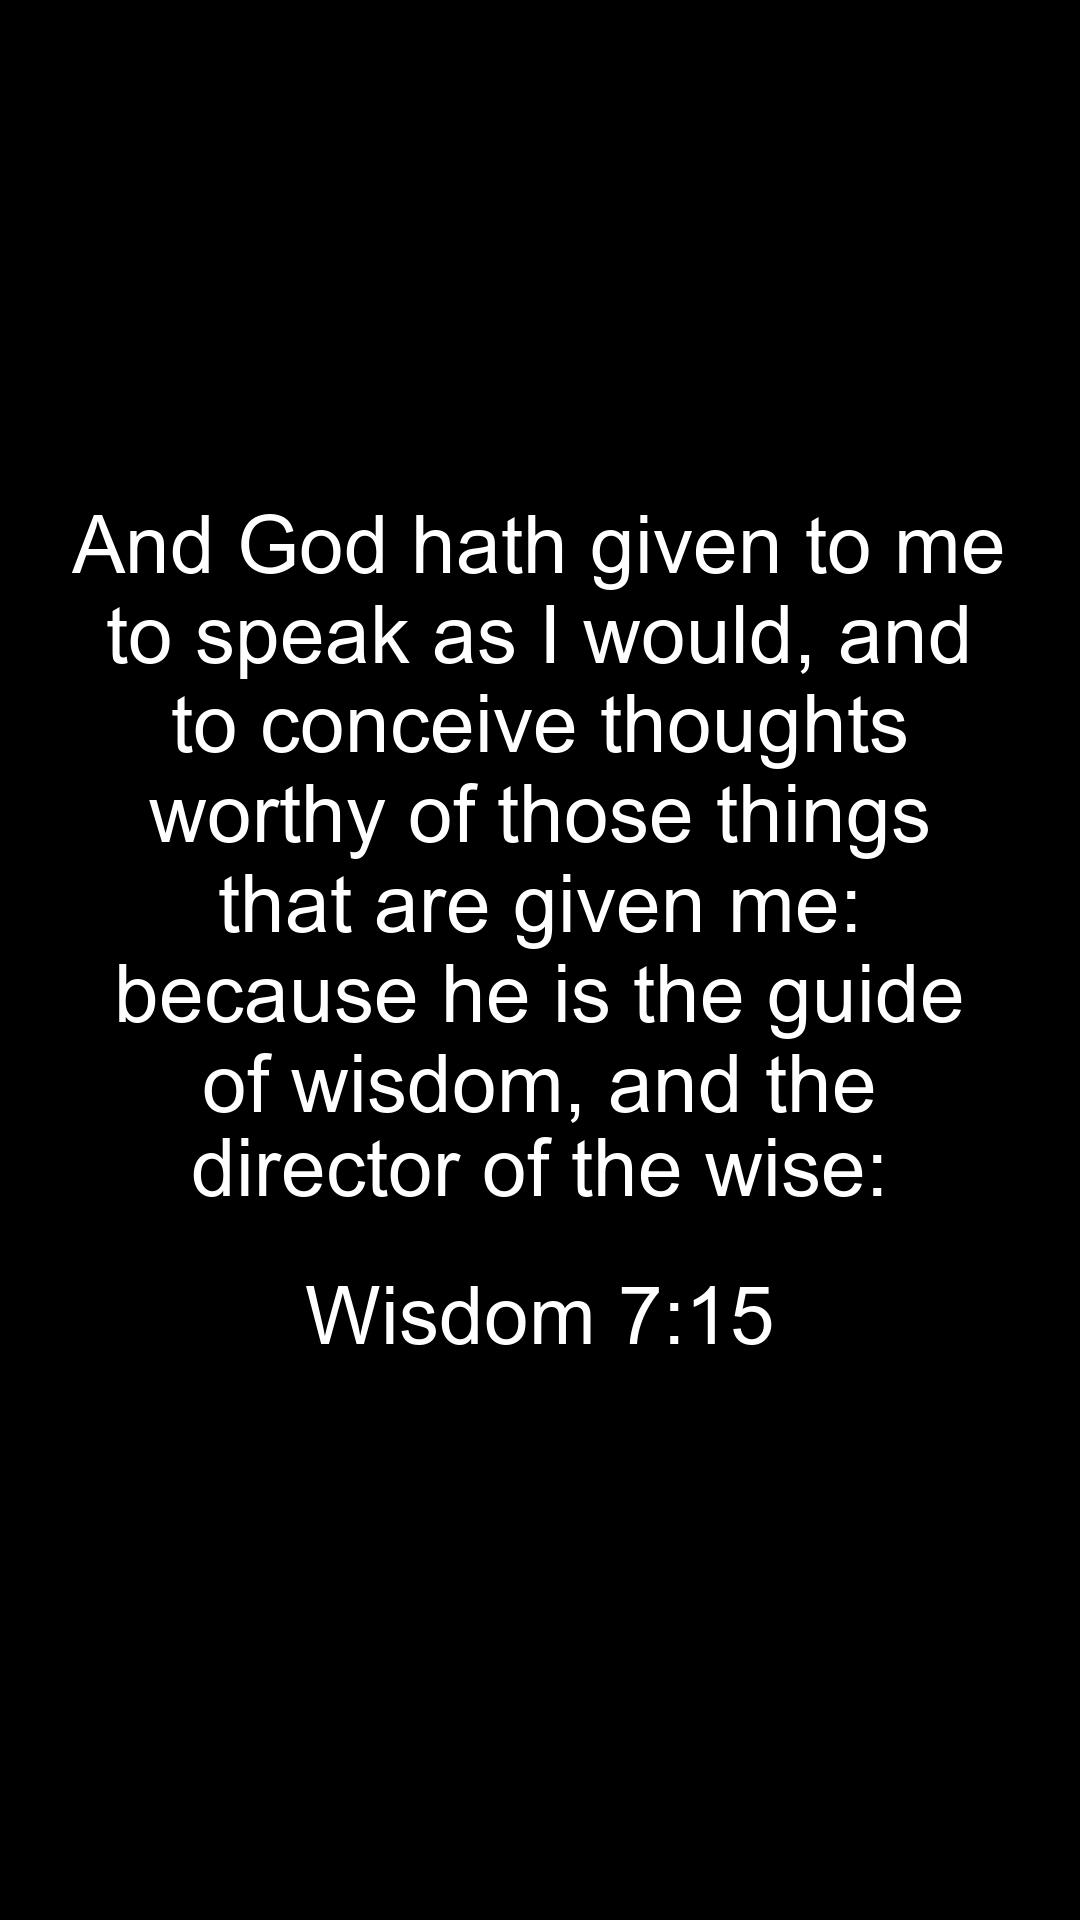 And God hath given to me
to speak as I would, and
to conceive thoughts
worthy of those things
that are given me:
because he is the guide
of wisdom, and the
director of the wise:
Wisdom 7:15